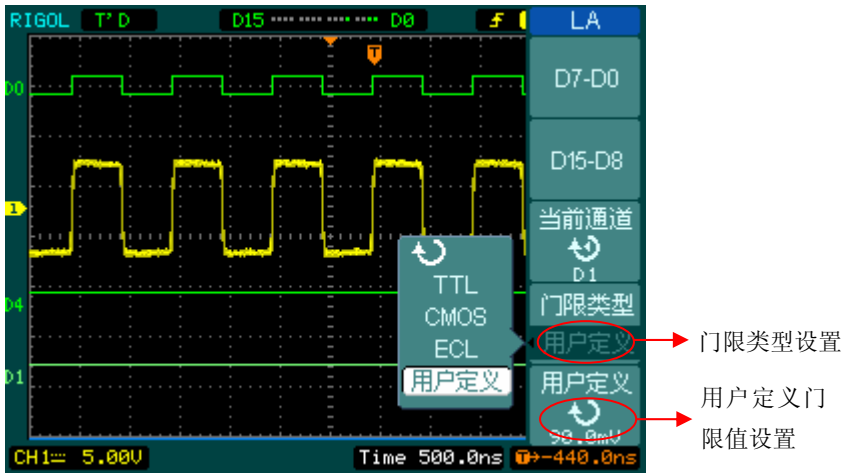 RIGOL T'D D15 D0 LA
T
D7-D0
D0
D15-D8
1
当前通道
D1
TTL
CMOS
ECL
用户定义
D4
D1
门限类型
用户定义
用户定义
90.0mV
门限类型设置
用户定义门
限值设置
CH1 5.00V Time 500.0ns T→-440.0ns